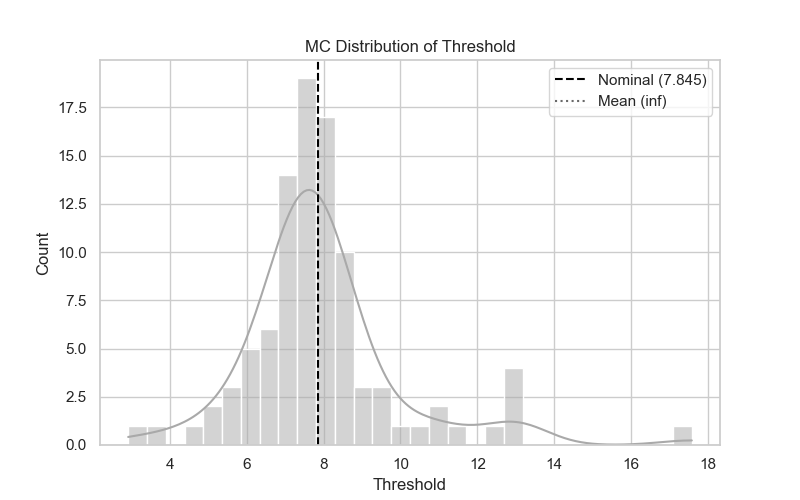 MC Distribution of Threshold
Nominal (7.845)
Mean (inf)
17.5
15.0
12.5
10.0
7.5
5.0
2.5
0.0
Count
4 6 8 10 12 14 16 18
Threshold